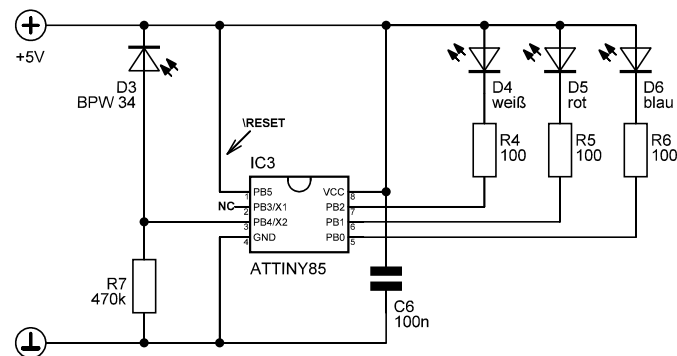 +5V
D3
BPW 34
\RESET
IC3
D4
weiß
D5
rot
D6
blau
R4
100
R5
100
R6
100
NC
PB5
PB3/X1
PB4/X2
GND
1
2
3
4
VCC
PB2
PB1
PB0
8
7
6
5
ATTINY85
R7
470k
C6
100n